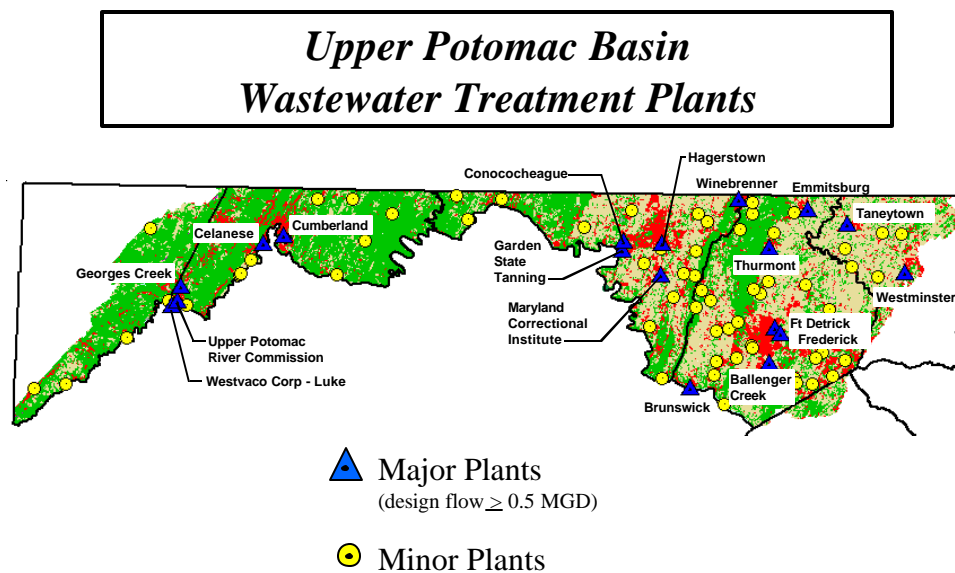 Upper Potomac Basin
Wastewater Treatment Plants
Hagerstown
Conococheague
Winebrenner
Emmitsburg
Taneytown
Celanese
Cumberland
Garden
State
Tanning
Georges Creek
Thurmont
Westminster
Maryland
Correctional
Institute
Upper Potomac
River Commission
Ft Detrick
Frederick
Westvaco Corp - Luke
Ballenger
Creek
Brunswick
Major Plants
(design flow ≥ 0.5 MGD)
Minor Plants